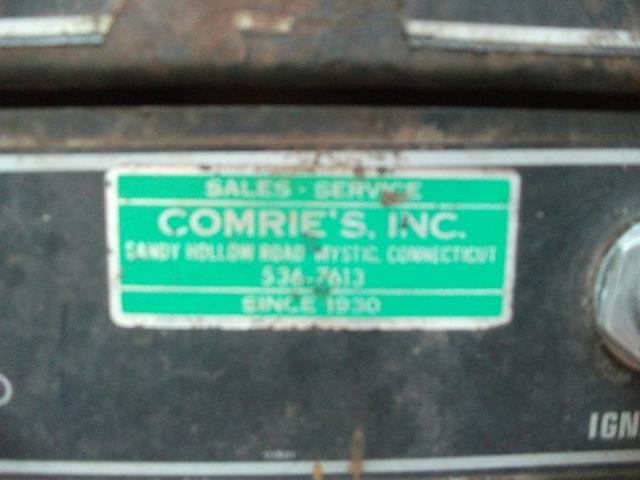 SALES - SERVICE
COMRIE'S, INC.
SANDY HOLLOW ROAD MYSTIC, CONNECTICUT
536-7613
SINCE 1930
IGN